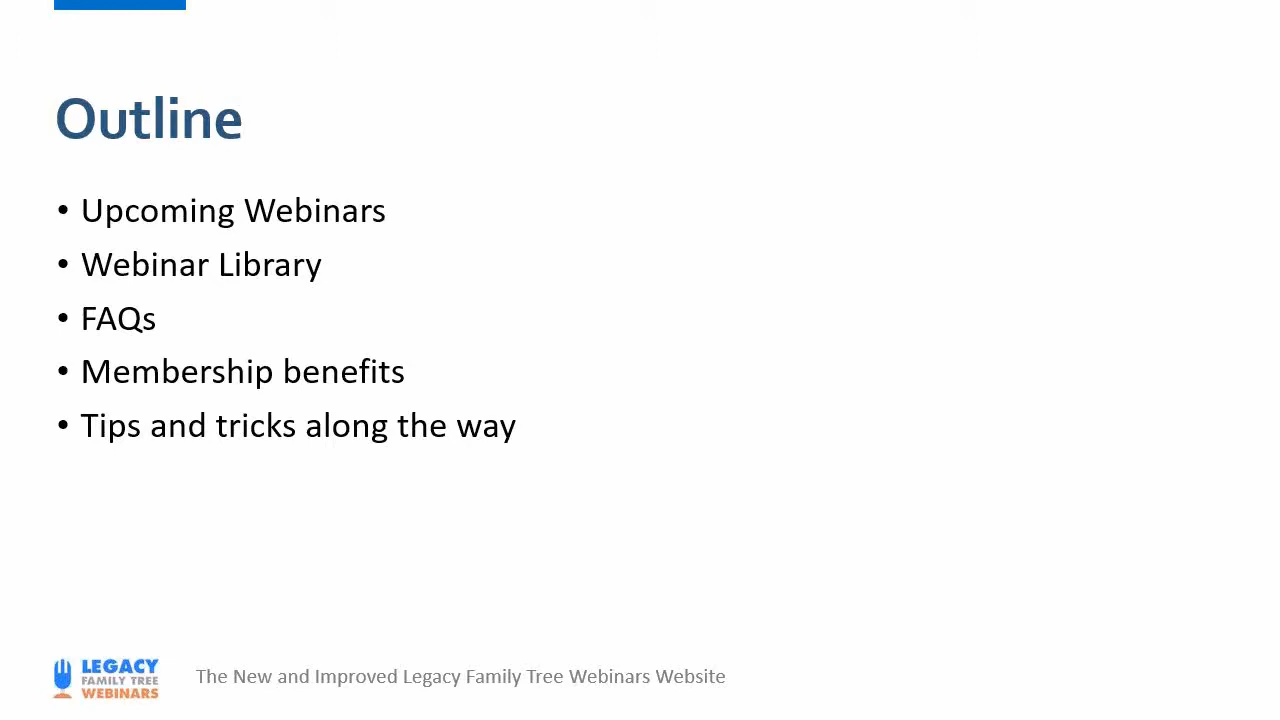 Outline
• Upcoming Webinars
• Webinar Library
• FAQs
• Membership benefits
• Tips and tricks along the way
LEGACY
FAMILY TREE
WEBINARS
The New and Improved Legacy Family Tree Webinars Website